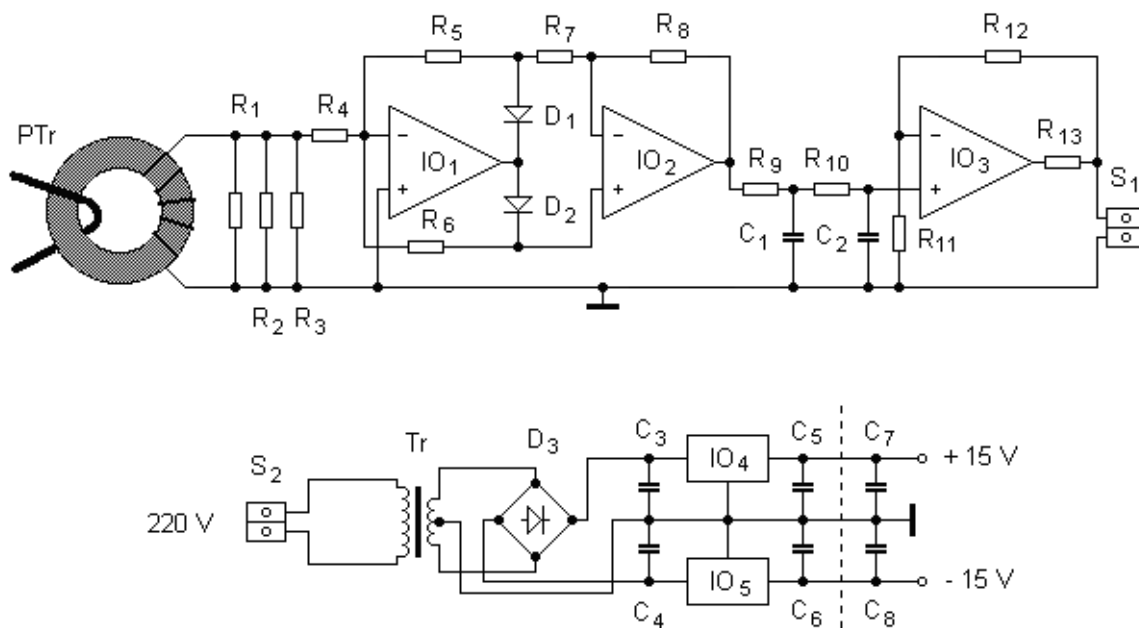 R5 R7 R8 R12
PTr R1 R4 D1 R13
IO1 IO2 R9 R10 IO3 S1
R6 D2 C1 C2 R11
R2 R3
Tr D3 C3 C5 C7
S2 IO4 +15 V
220 V
IO5 - 15 V
C4 C6 C8